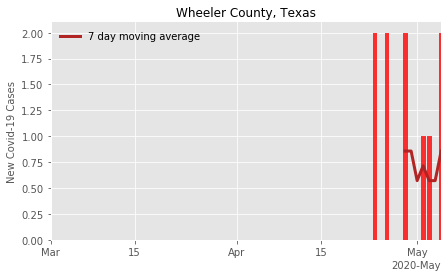 Wheeler County, Texas
7 day moving average
New Covid-19 Cases
2.00
1.75
1.50
1.25
1.00
0.75
0.50
0.25
0.00
Mar 15 Apr 15 May
2020-May